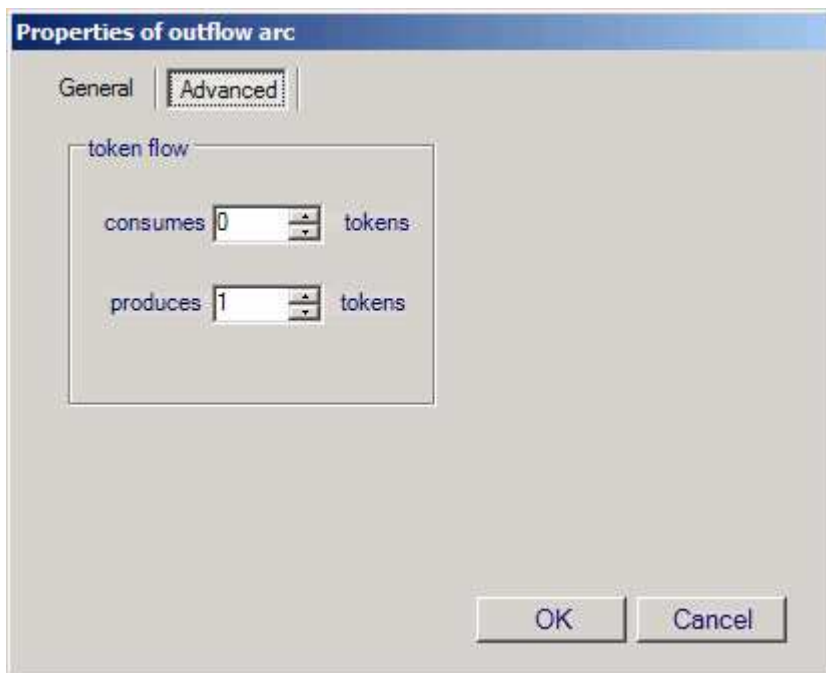 Properties of outflow arc
General Advanced
token flow
consumes 0 tokens
produces 1 tokens
OK Cancel